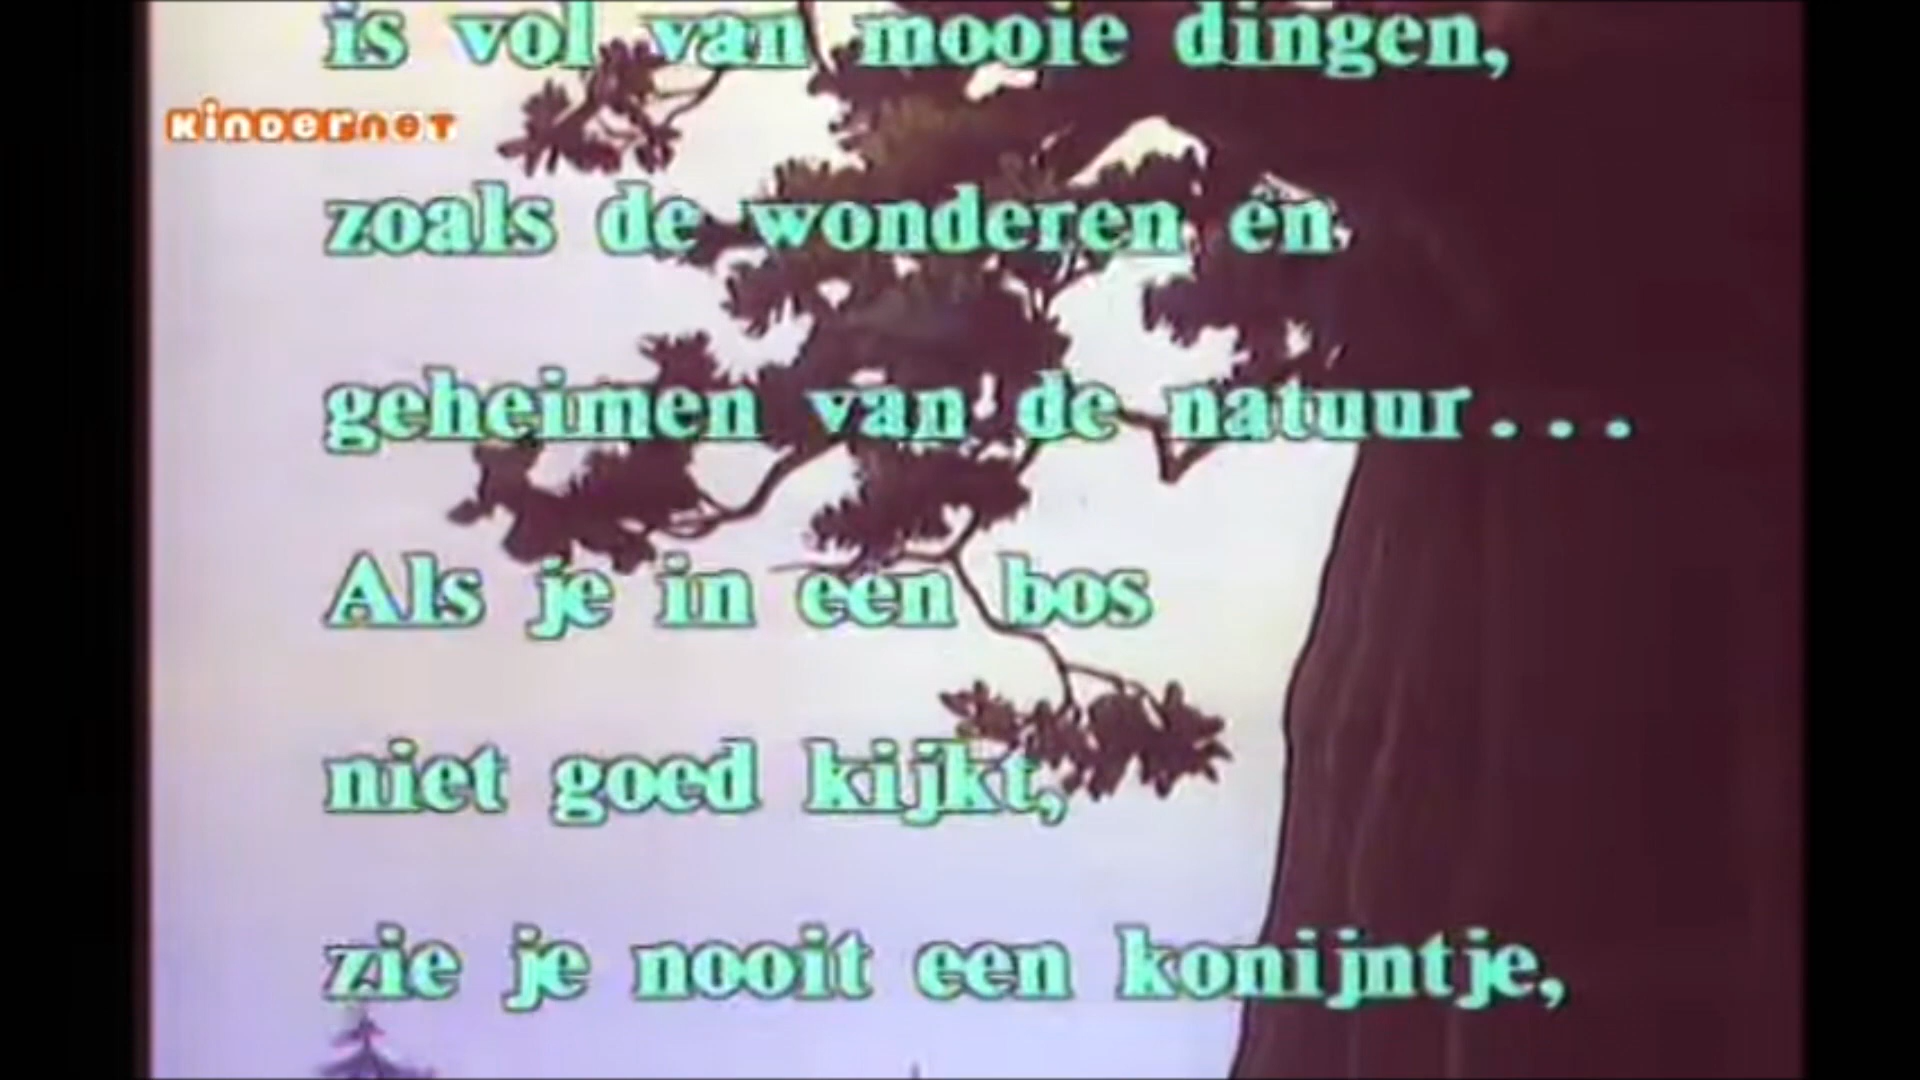 is vol van mooie dingen,
KINDERNET
zoals de wonderen en
geheimen van de natuur...
Als je in een bos
niet goed kijkt,
zie je nooit een konijntje,